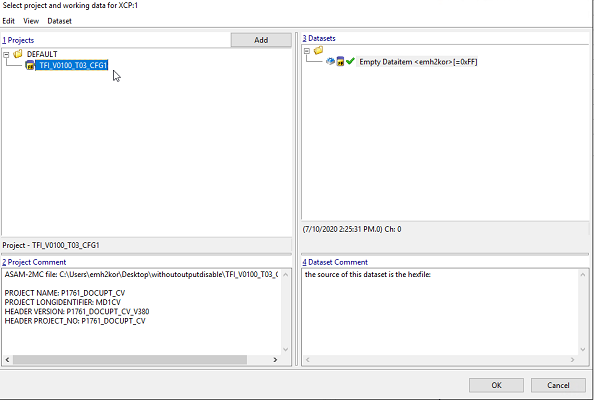 Select project and working data for XCP:1
Edit View Dataset
1 Projects
Add
DEFAULT
TFI_V0100_T03_CFG1
Project - TFI_V0100_T03_CFG1
3 Datasets
Empty Dataitem <emh2kor>[=0xFF]
(7/10/2020 2:25:31 PM.0) Ch: 0
2 Project Comment
ASAM-2MC file: C:\Users\emh2kor\Desktop\withoutoutputdisable\TFI_V0100_T03_C
PROJECT NAME: P1761_DOCUPT_CV
PROJECT LONGIDENTIFIER: MD1CV
HEADER VERSION: P1761_DOCUPT_CV_V380
HEADER PROJECT_NO: P1761_DOCUPT_CV
4 Dataset Comment
the source of this dataset is the hexfile:
OK
Cancel